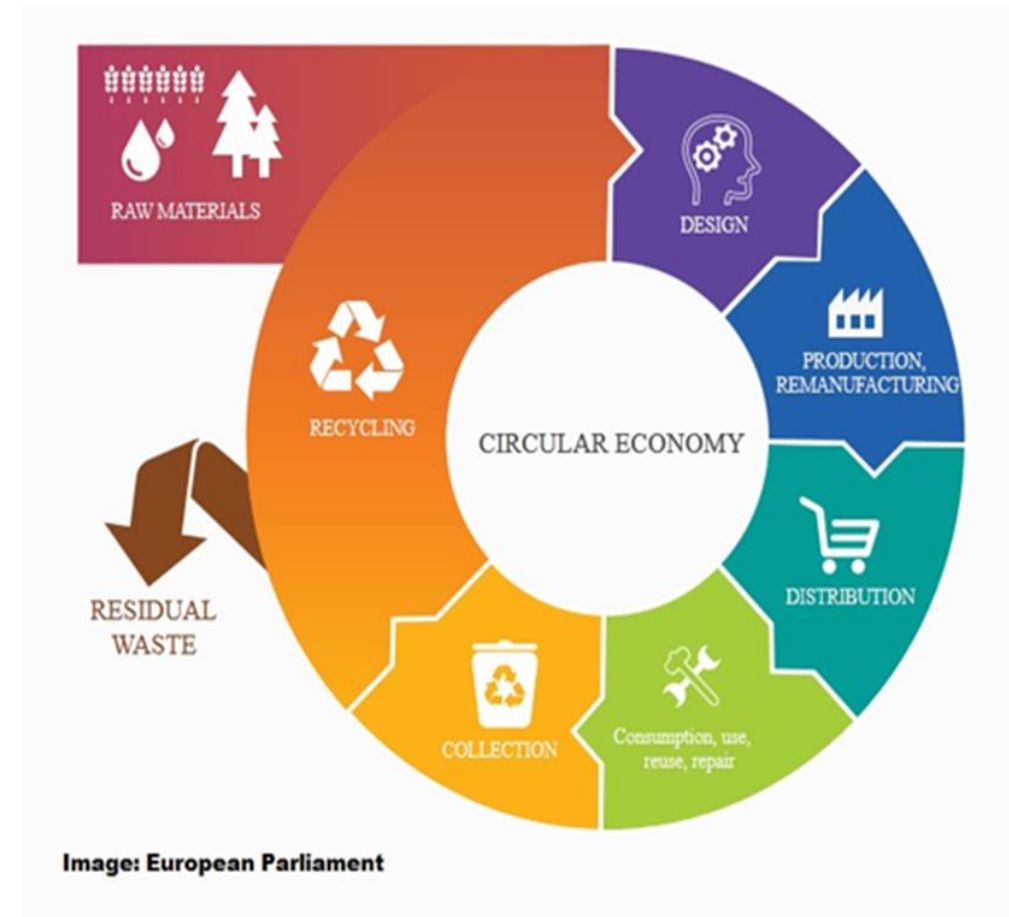 RAW MATERIALS
DESIGN
PRODUCTION,
REMANUFACTURING
RECYCLING
CIRCULAR ECONOMY
DISTRIBUTION
RESIDUAL
WASTE
COLLECTION
Consumption, use,
reuse, repair
Image: European Parliament